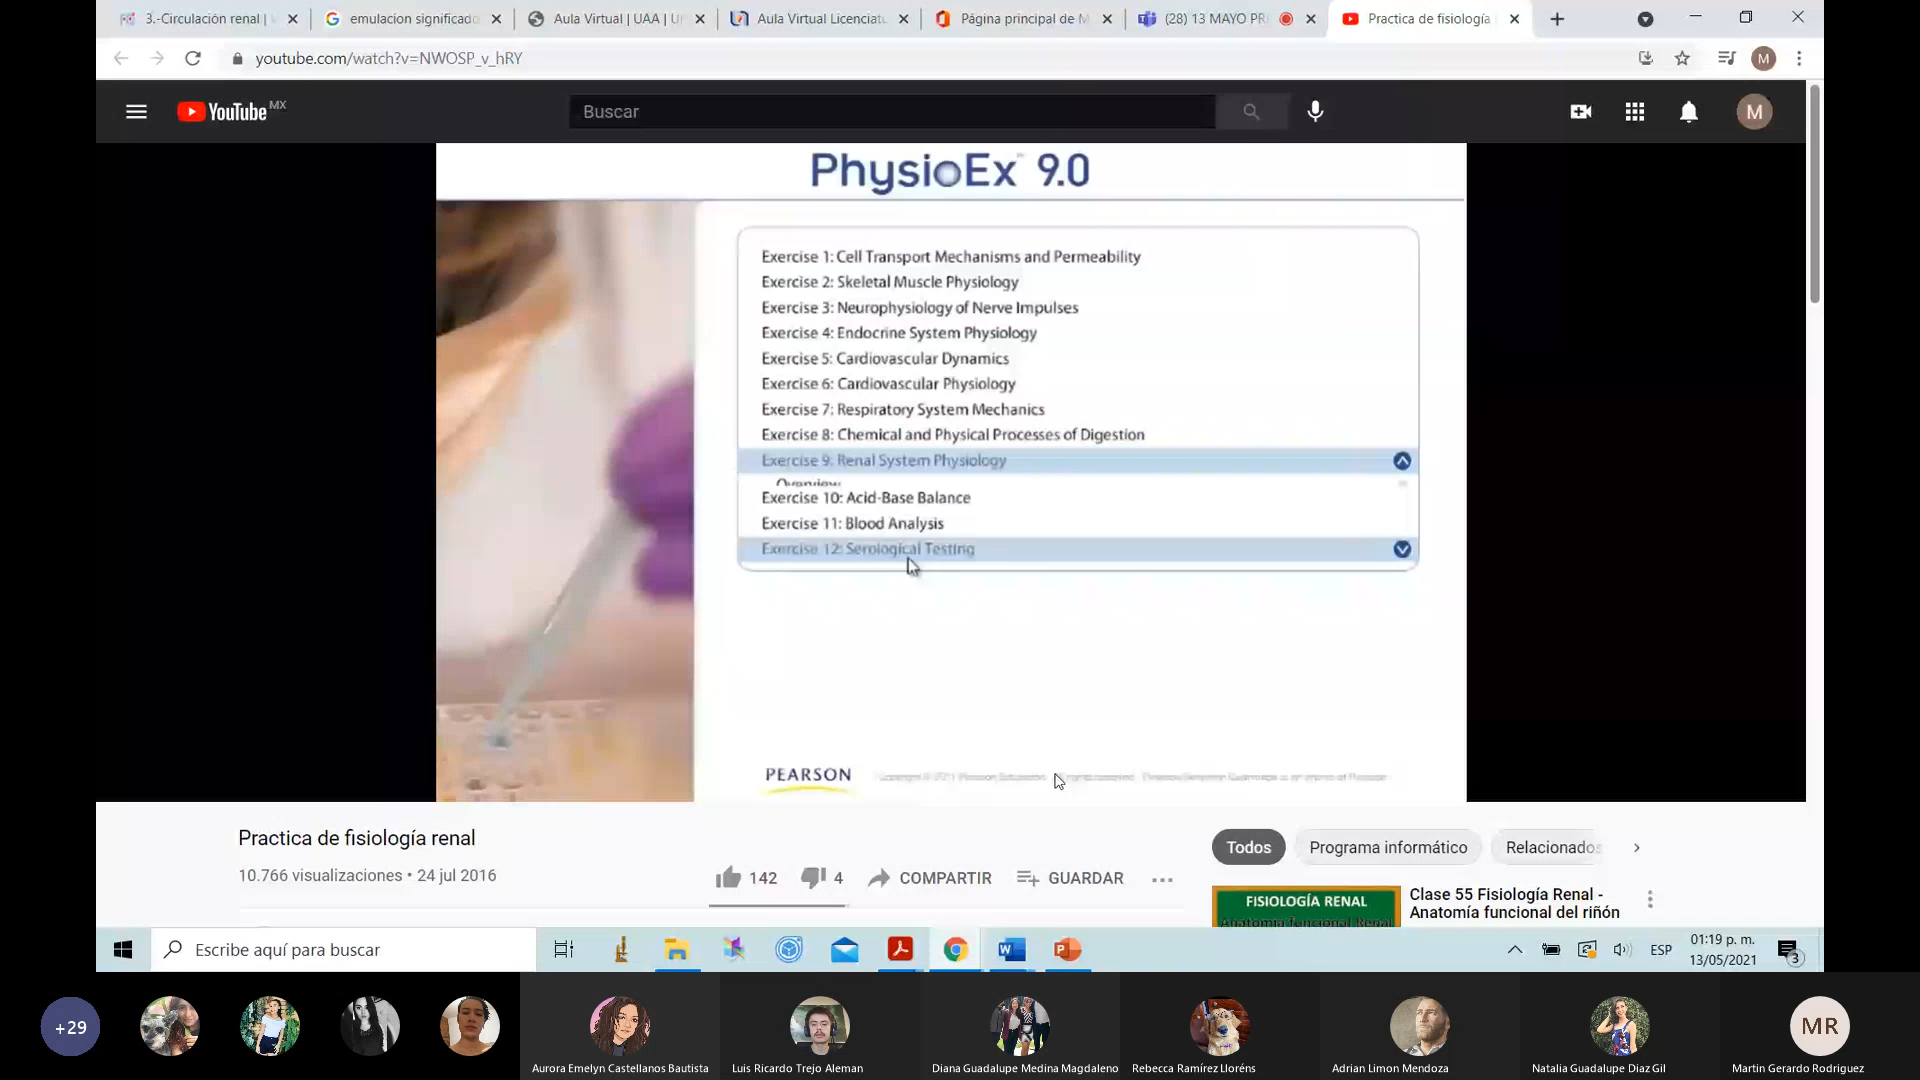 3.-Circulación renal |
emulacion significado
Aula Virtual | UAA | U
Aula Virtual Licenciatu
Página principal de M
(28) 13 MAYO PR
Practica de fisiología
youtube.com/watch?v=NWOSP_v_hRY
M
YouTube MX
Buscar
M
PhysioEx™ 9.0
Exercise 1: Cell Transport Mechanisms and Permeability
Exercise 2: Skeletal Muscle Physiology
Exercise 3: Neurophysiology of Nerve Impulses
Exercise 4: Endocrine System Physiology
Exercise 5: Cardiovascular Dynamics
Exercise 6: Cardiovascular Physiology
Exercise 7: Respiratory System Mechanics
Exercise 8: Chemical and Physical Processes of Digestion
Exercise 9: Renal System Physiology
Overview
Exercise 10: Acid-Base Balance
Exercise 11: Blood Analysis
Exercise 12: Serological Testing
PEARSON
Practica de fisiología renal
10.766 visualizaciones • 24 jul 2016
142
4
COMPARTIR
GUARDAR
Todos
Programa informático
Relacionados
FISIOLOGÍA RENAL
Anatomía funcional Renal
Clase 55 Fisiología Renal -
Anatomía funcional del riñón
Escribe aquí para buscar
ESP
01:19 p. m.
13/05/2021
3
+29
Aurora Emelyn Castellanos Bautista
Luis Ricardo Trejo Aleman
Diana Guadalupe Medina Magdaleno
Rebecca Ramírez Lloréns
Adrian Limon Mendoza
Natalia Guadalupe Diaz Gil
MR
Martin Gerardo Rodriguez